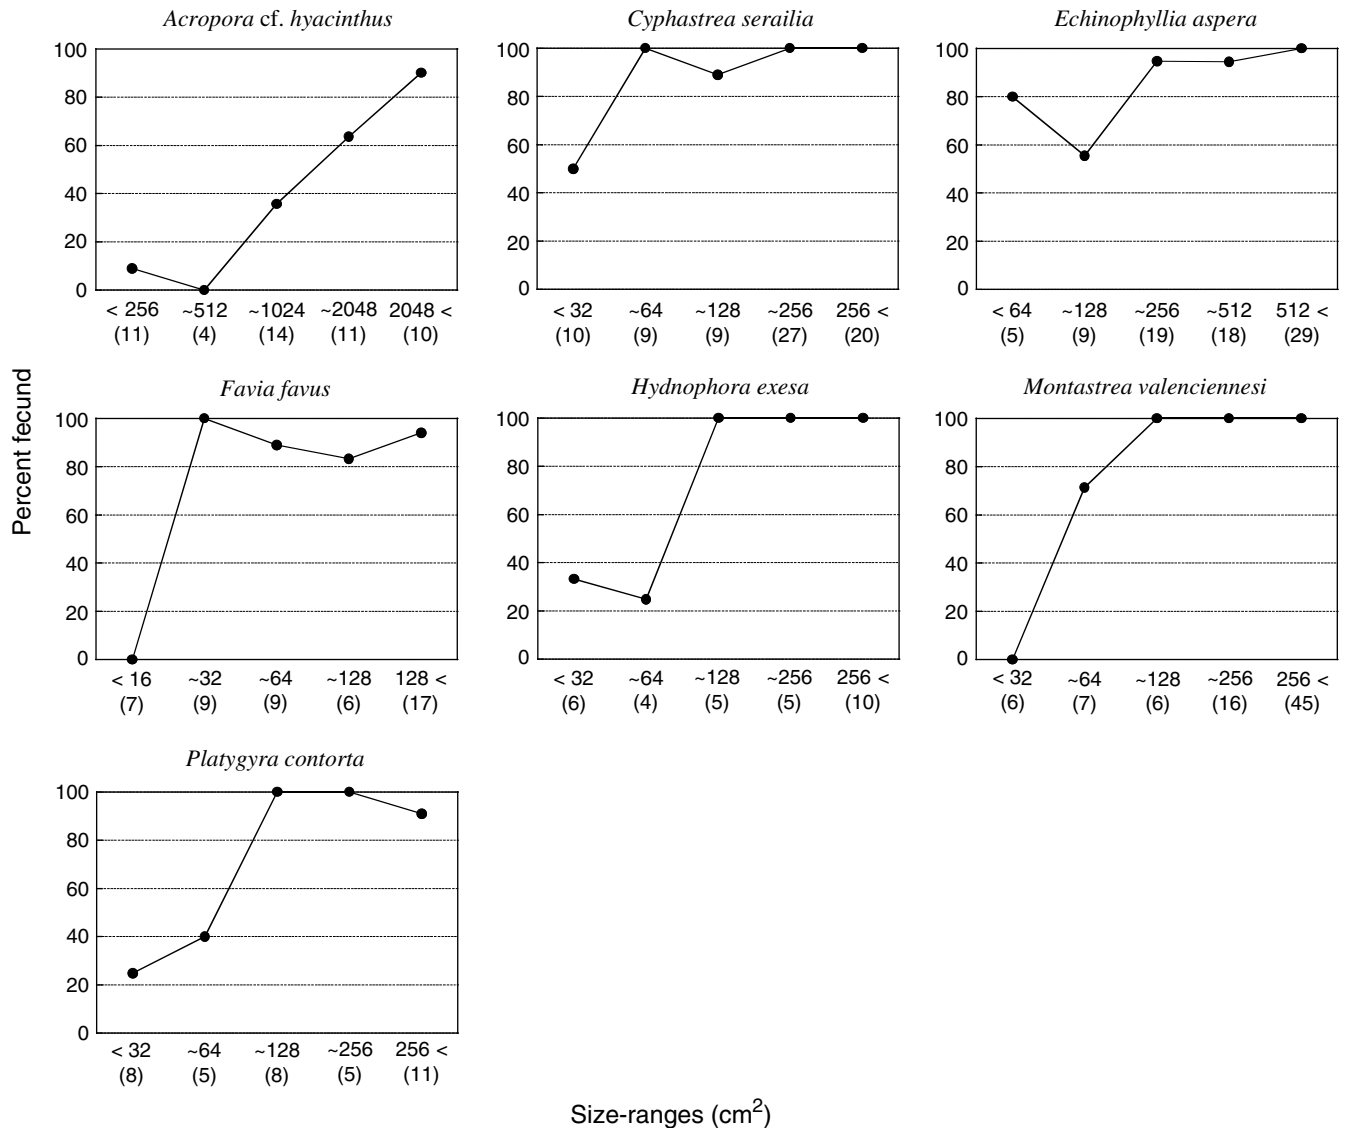 Acropora cf. hyacinthus
100
80
60
40
20
0
< 256 ~512 ~1024 ~2048 2048 <
(11) (4) (14) (11) (10)
Cyphastrea serailia
100
80
60
40
20
0
< 32 ~64 ~128 ~256 256 <
(10) (9) (9) (27) (20)
Echinophyllia aspera
100
80
60
40
20
0
< 64 ~128 ~256 ~512 512 <
(5) (9) (19) (18) (29)
Percent fecund
Favia favus
100
80
60
40
20
0
< 16 ~32 ~64 ~128 128 <
(7) (9) (9) (6) (17)
Hydnophora exesa
100
80
60
40
20
0
< 32 ~64 ~128 ~256 256 <
(6) (4) (5) (5) (10)
Montastrea valenciennesi
100
80
60
40
20
0
< 32 ~64 ~128 ~256 256 <
(6) (7) (6) (16) (45)
Platygyra contorta
100
80
60
40
20
0
< 32 ~64 ~128 ~256 256 <
(8) (5) (8) (5) (11)
Size-ranges (cm²)